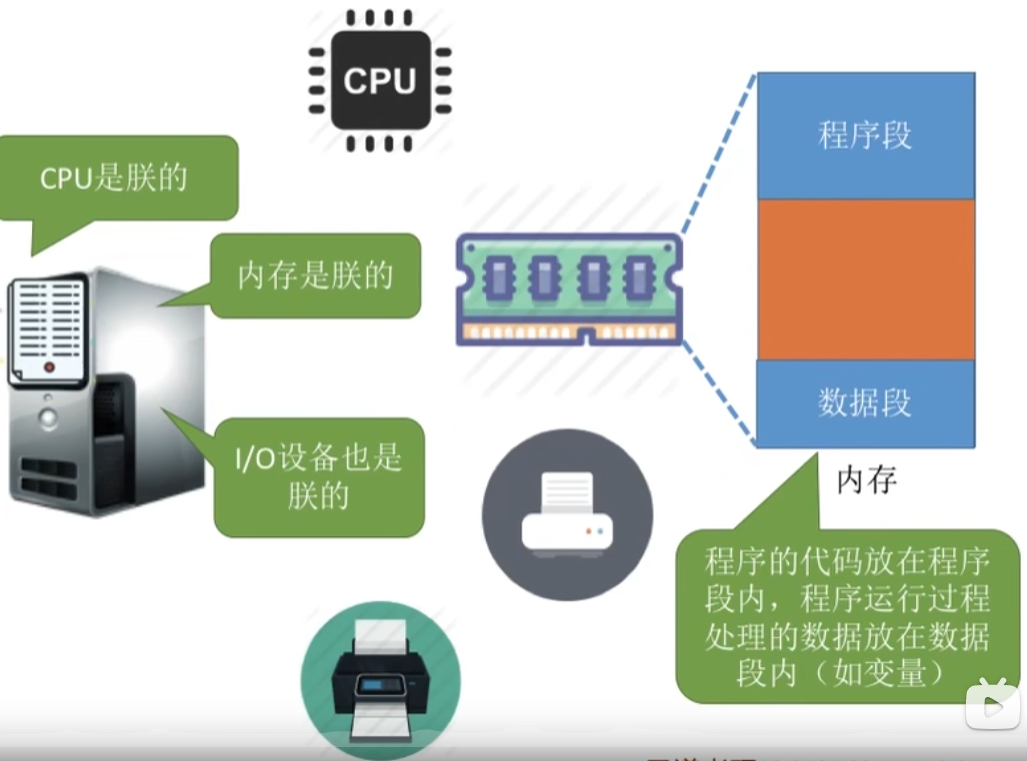 CPU
CPU是朕的
内存是朕的
I/O设备也是
朕的
程序段
数据段
内存
程序的代码放在程序
段内，程序运行过程
处理的数据放在数据
段内（如变量）